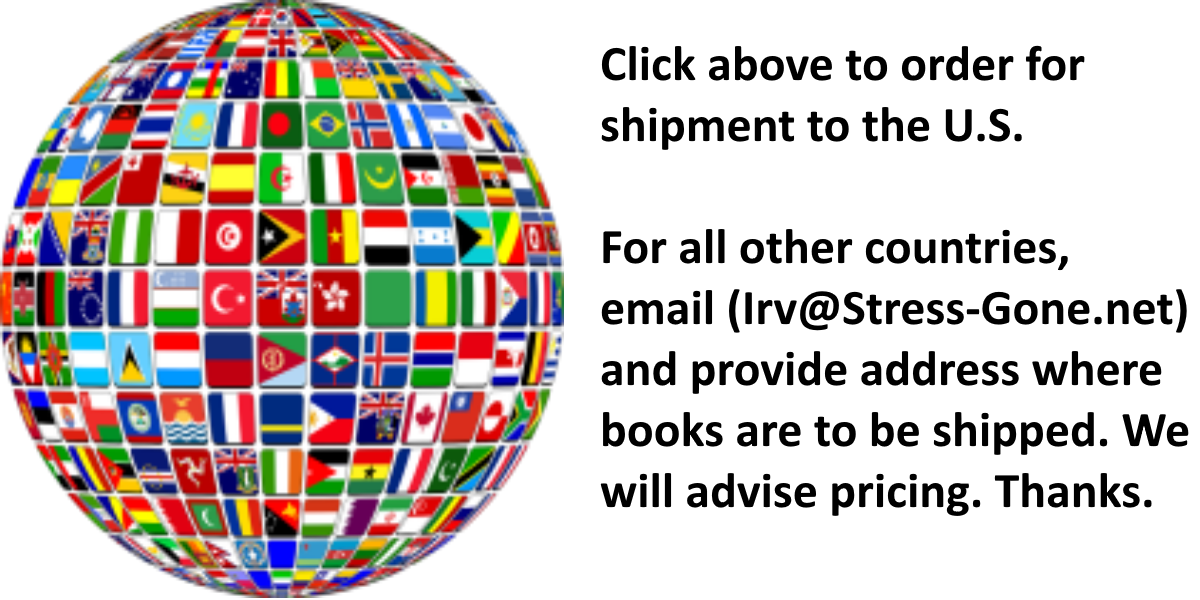 Click above to order for
shipment to the U.S.
For all other countries,
email (Irv@Stress-Gone.net)
and provide address where
books are to be shipped. We
will advise pricing. Thanks.